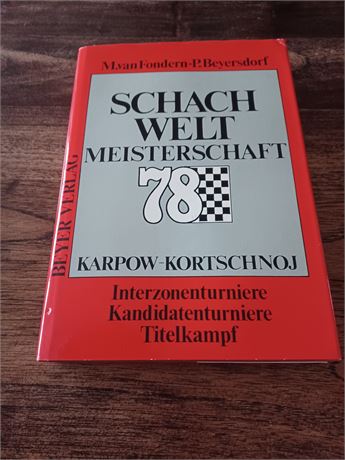 M.van Fondern-P.Beyersdorf
SCHACH
WELT
MEISTERSCHAFT
78
KARPOW-KORTSCHNOJ
BEYER VERLAG
Interzonenturniere
Kandidatenturniere
Titelkampf